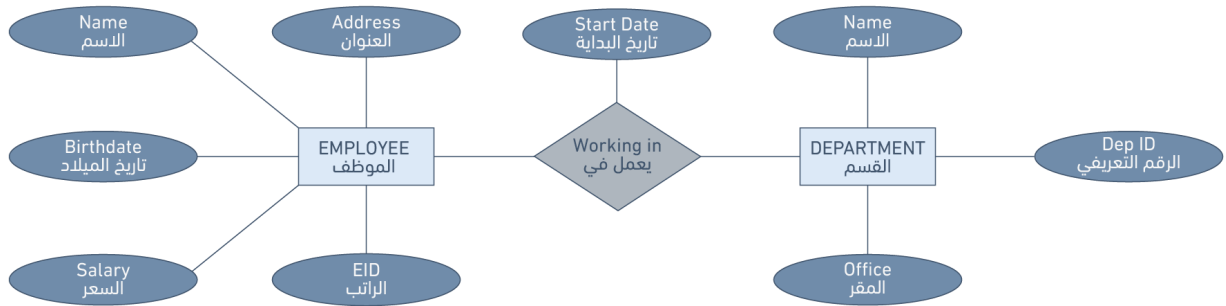 Name
الاسم
Address
العنوان
Start Date
تاريخ البداية
Name
الاسم
Birthdate
تاريخ الميلاد
EMPLOYEE
الموظف
Working in
يعمل في
DEPARTMENT
القسم
Dep ID
الرقم التعريفي
Salary
السعر
EID
الراتب
Office
المقر